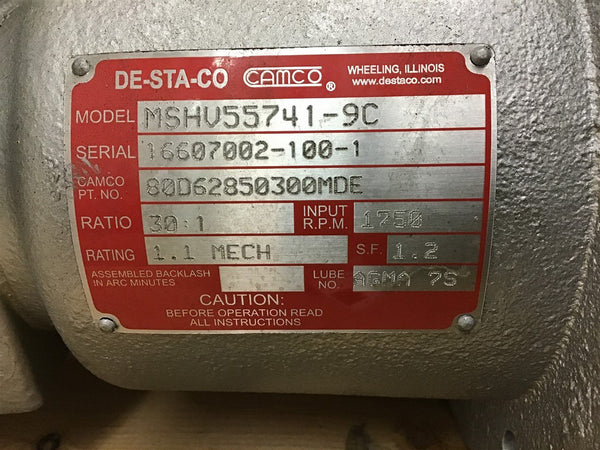 DE-STA-CO CAMCO ® WHEELING, ILLINOIS
www.destaco.com
MODEL MSHV55741-9C
SERIAL 16607002-100-1
CAMCO PT. NO. 80D62850300MDE
RATIO 30:1 INPUT R.P.M. 1750
RATING 1.1 MECH S.F. 1.2
ASSEMBLED BACKLASH IN ARC MINUTES LUBE NO. AGMA 7S
CAUTION:
BEFORE OPERATION READ
ALL INSTRUCTIONS